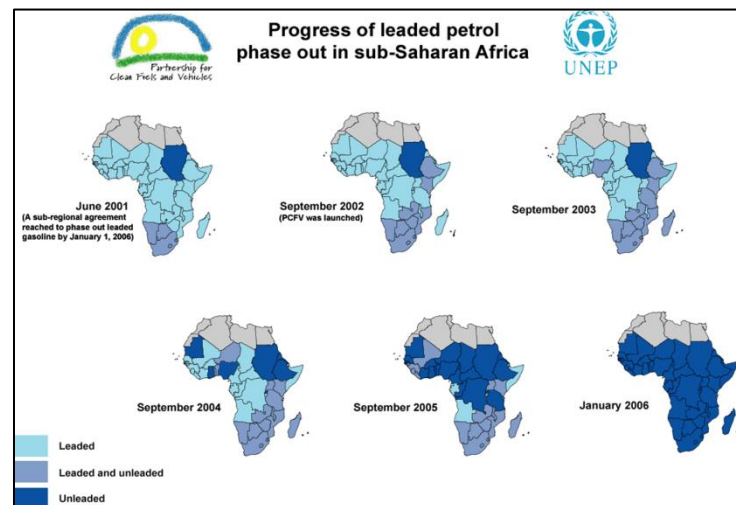 Progress of leaded petrol
phase out in sub-Saharan Africa
Partnership for
Clean Fuels and Vehicles
UNEP
June 2001
(A sub-regional agreement
reached to phase out leaded
gasoline by January 1, 2006)
September 2002
(PCFV was launched)
September 2003
September 2004
September 2005
January 2006
Leaded
Leaded and unleaded
Unleaded